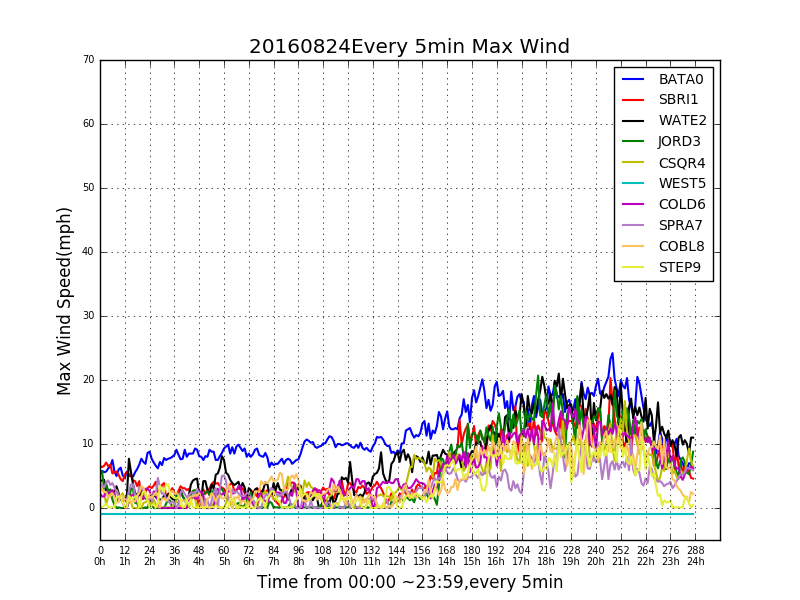 20160824Every 5min Max Wind
70
60
50
40
30
20
10
0
Max Wind Speed(mph)
BATA0
SBRI1
WATE2
JORD3
CSQR4
WEST5
COLD6
SPRA7
COBL8
STEP9
0 12 24 36 48 60 72 84 96 108 120 132 144 156 168 180 192 204 216 228 240 252 264 276 288
0h 1h 2h 3h 4h 5h 6h 7h 8h 9h 10h 11h 12h 13h 14h 15h 16h 17h 18h 19h 20h 21h 22h 23h 24h
Time from 00:00 ~23:59,every 5min